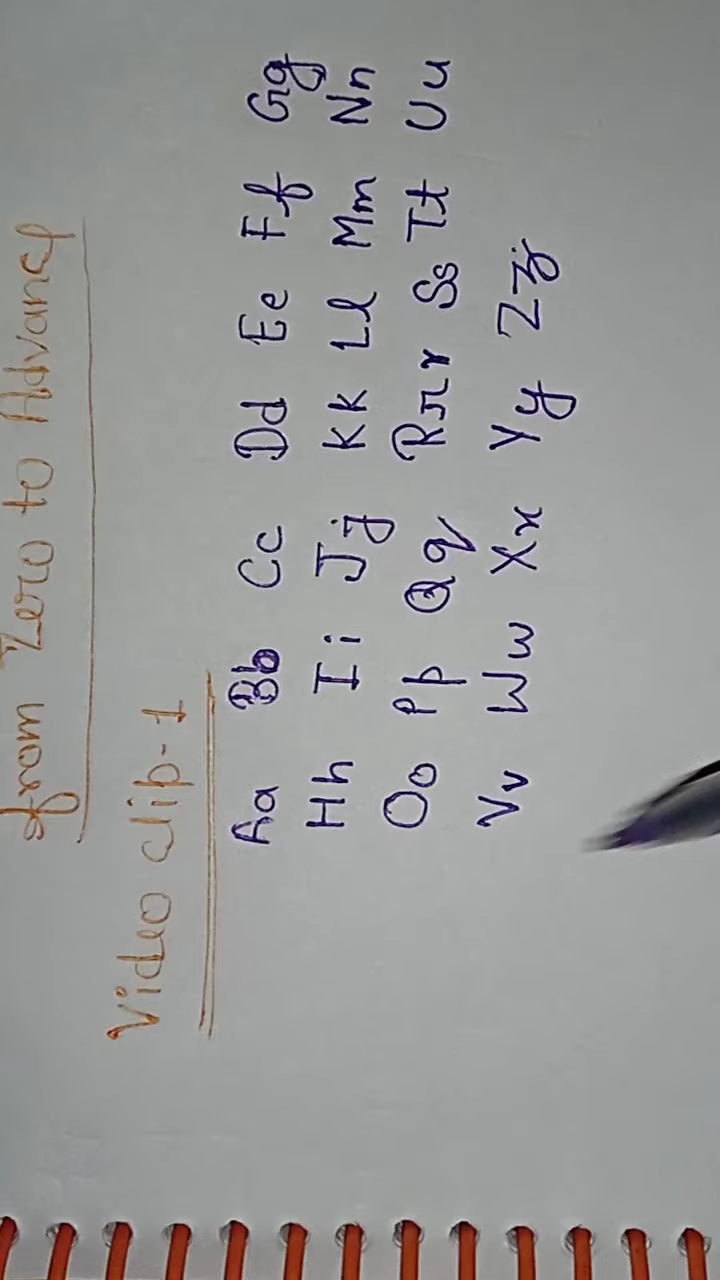 from Zero to Advance
Video clip-1
Aa Bb Cc Dd Ee Ff Gg
Hh Ii Jj Kk Ll Mm Nn
Oo Pp Qq Rr r Ss Tt Uu
Vv Ww Xx Yy Zz